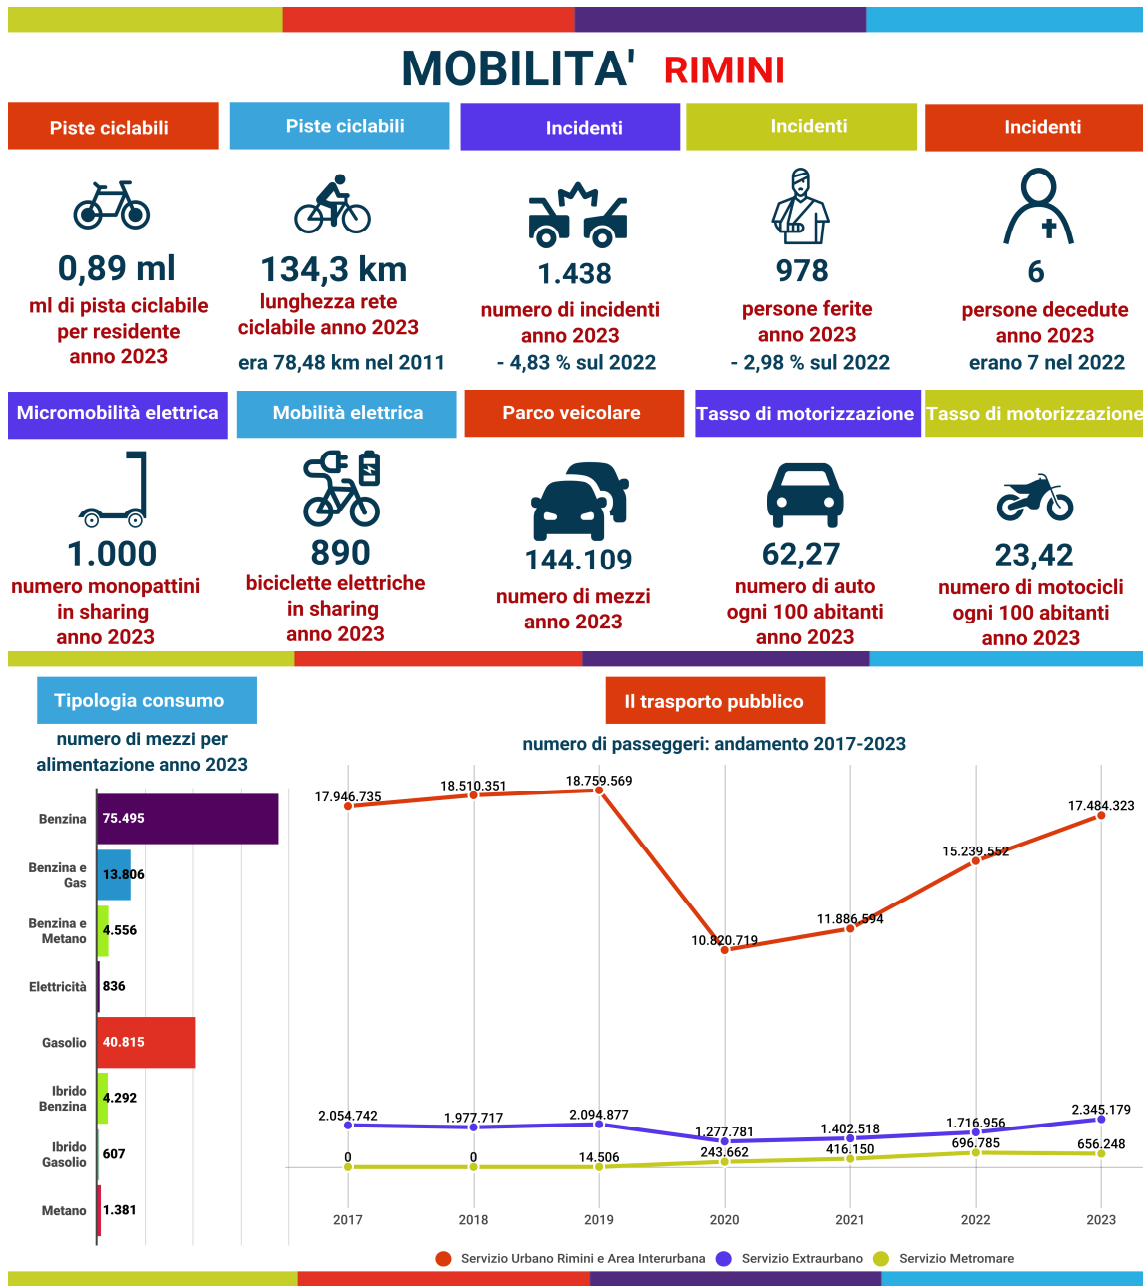 MOBILITA' RIMINI
Piste ciclabili
0,89 ml
ml di pista ciclabile
per residente
anno 2023
Piste ciclabili
134,3 km
lunghezza rete
ciclabile anno 2023
era 78,48 km nel 2011
Incidenti
1.438
numero di incidenti
anno 2023
- 4,83 % sul 2022
Incidenti
978
persone ferite
anno 2023
- 2,98 % sul 2022
Incidenti
6
persone decedute
anno 2023
erano 7 nel 2022
Micromobilità elettrica
1.000
numero monopattini
in sharing
anno 2023
Mobilità elettrica
890
biciclette elettriche
in sharing
anno 2023
Parco veicolare
144.109
numero di mezzi
anno 2023
Tasso di motorizzazione
62,27
numero di auto
ogni 100 abitanti
anno 2023
Tasso di motorizzazione
23,42
numero di motocicli
ogni 100 abitanti
anno 2023
Tipologia consumo
numero di mezzi per
alimentazione anno 2023
Benzina 75.495
Benzina e
Gas 13.806
Benzina e
Metano 4.556
Elettricità 836
Gasolio 40.815
Ibrido
Benzina 4.292
Ibrido
Gasolio 607
Metano 1.381
Il trasporto pubblico
numero di passeggeri: andamento 2017-2023
17.946.735 18.510.351 18.759.569 10.820.719 11.886.594 15.239.552 17.484.323
2.054.742 1.977.717 2.094.877 1.277.781 1.402.518 1.716.956 2.345.179
0 0 14.506 243.662 416.150 696.785 656.248
2017 2018 2019 2020 2021 2022 2023
Servizio Urbano Rimini e Area Interurbana Servizio Extraurbano Servizio Metromare